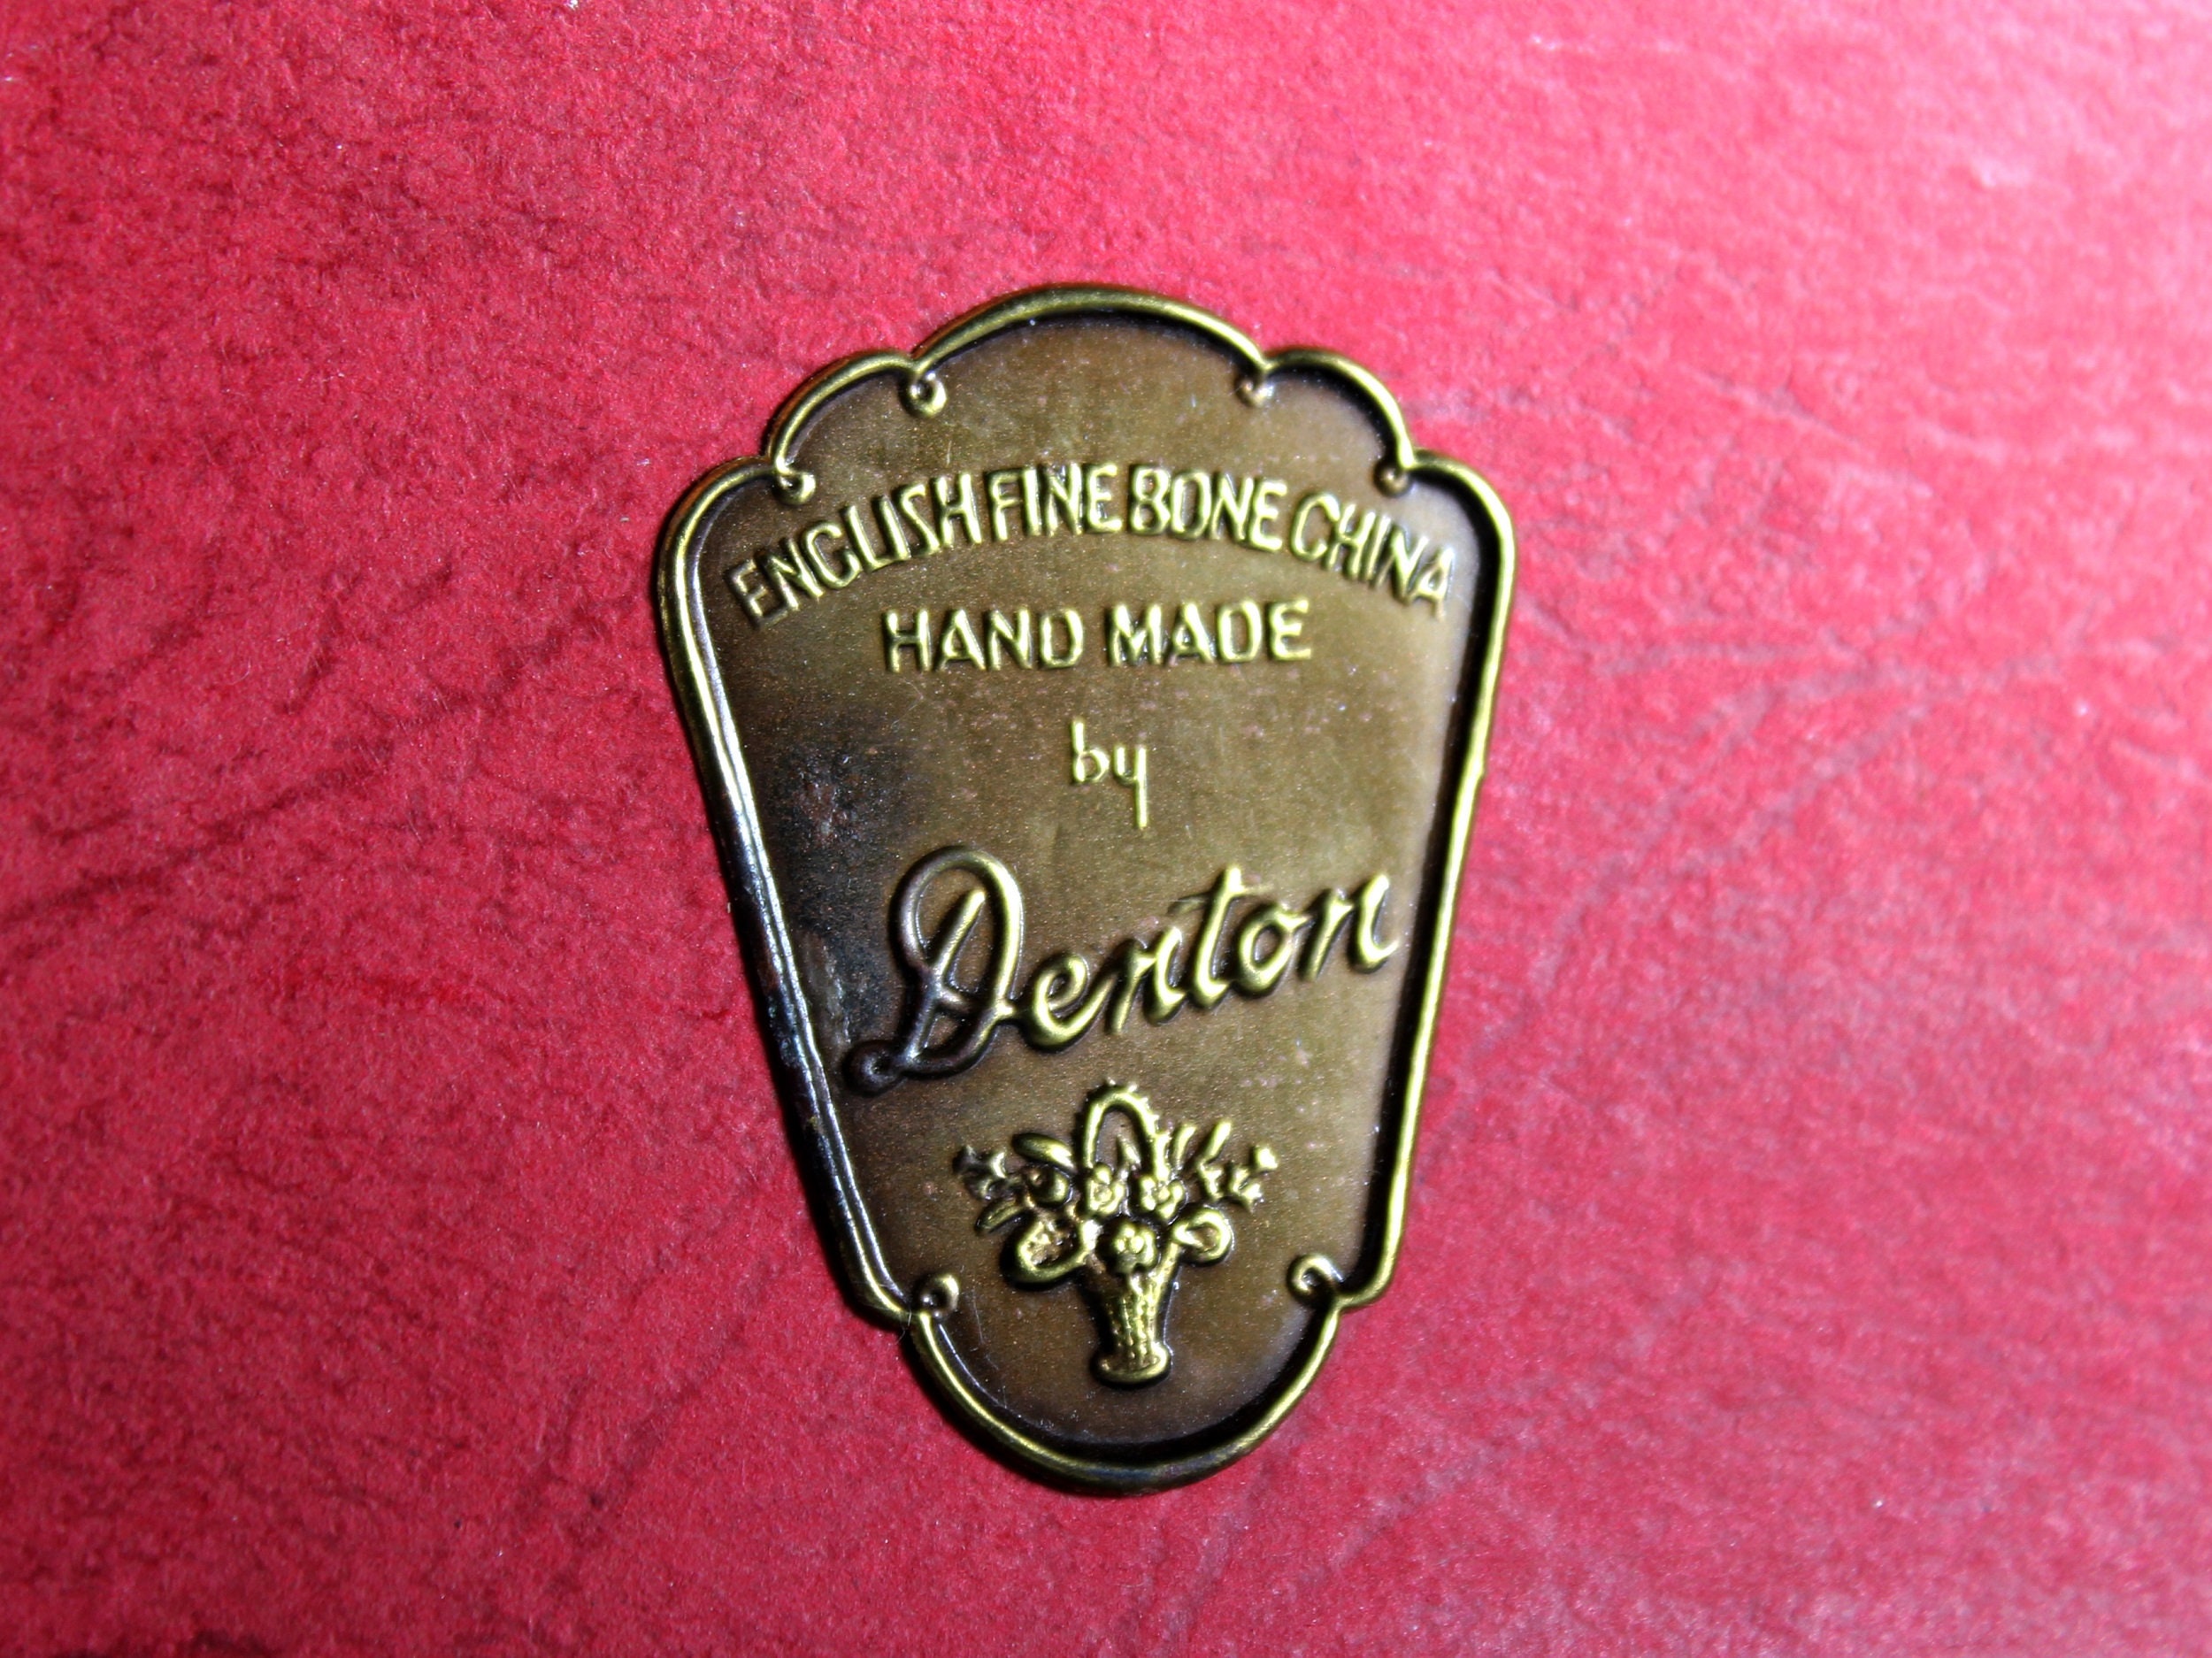 ENGLISH FINE BONE CHINA
HAND MADE
by
Denton